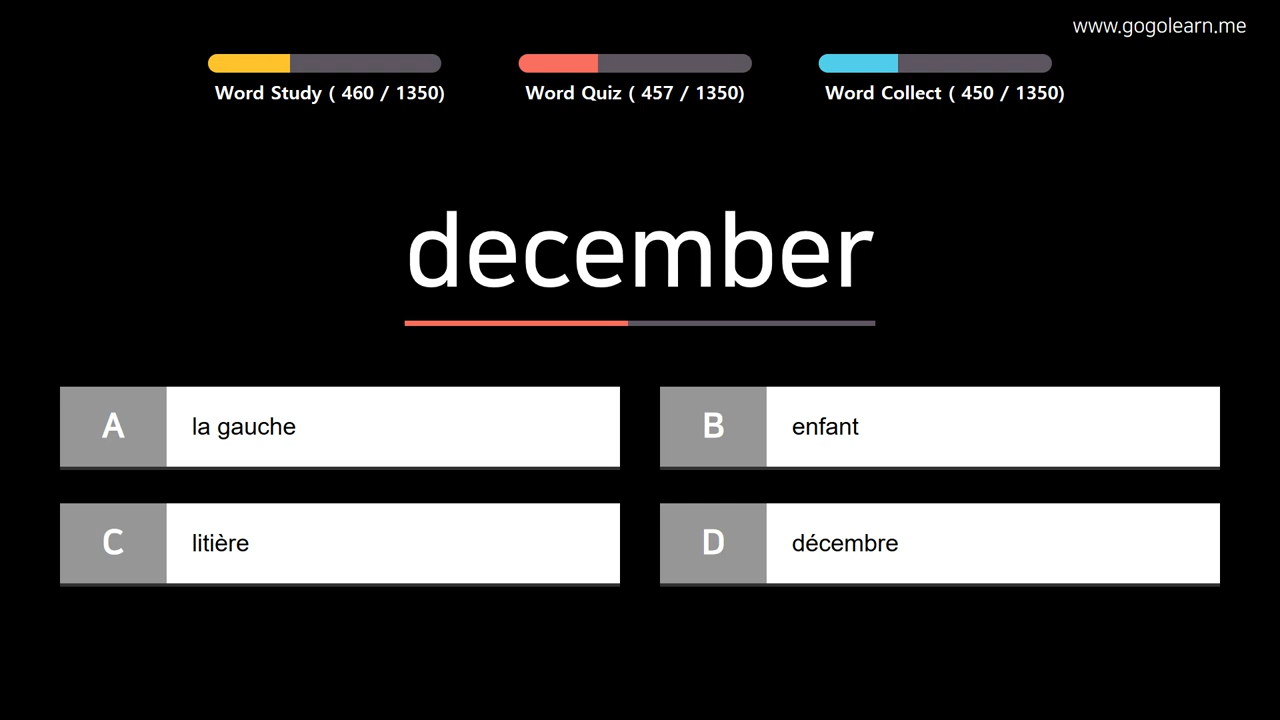 www.gogolearn.me
Word Study ( 460 / 1350)
Word Quiz ( 457 / 1350)
Word Collect ( 450 / 1350)
december
A
la gauche
B
enfant
C
litière
D
décembre